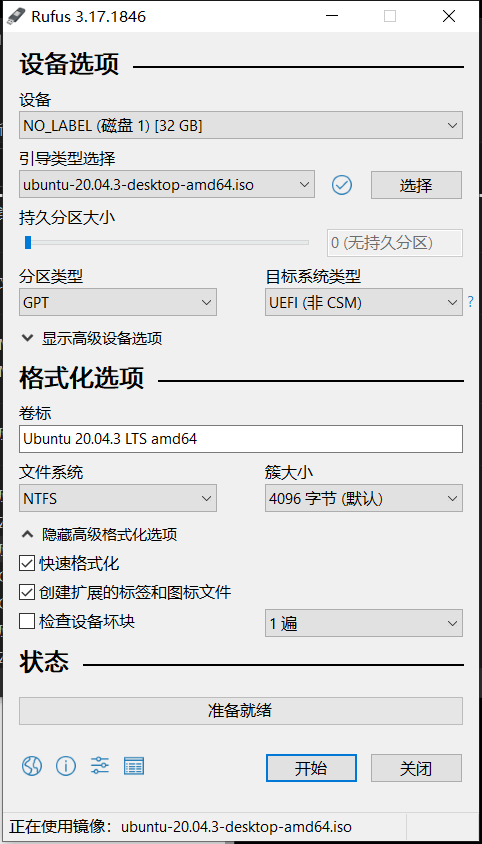 Rufus 3.17.1846
设备选项
设备
NO_LABEL (磁盘 1) [32 GB]
引导类型选择
ubuntu-20.04.3-desktop-amd64.iso
选择
持久分区大小
0 (无持久分区)
分区类型
目标系统类型
GPT
UEFI (非 CSM)
?
显示高级设备选项
格式化选项
卷标
Ubuntu 20.04.3 LTS amd64
文件系统
簇大小
NTFS
4096 字节 (默认)
隐藏高级格式化选项
快速格式化
创建扩展的标签和图标文件
检查设备坏块
1 遍
状态
准备就绪
开始
关闭
正在使用镜像：ubuntu-20.04.3-desktop-amd64.iso